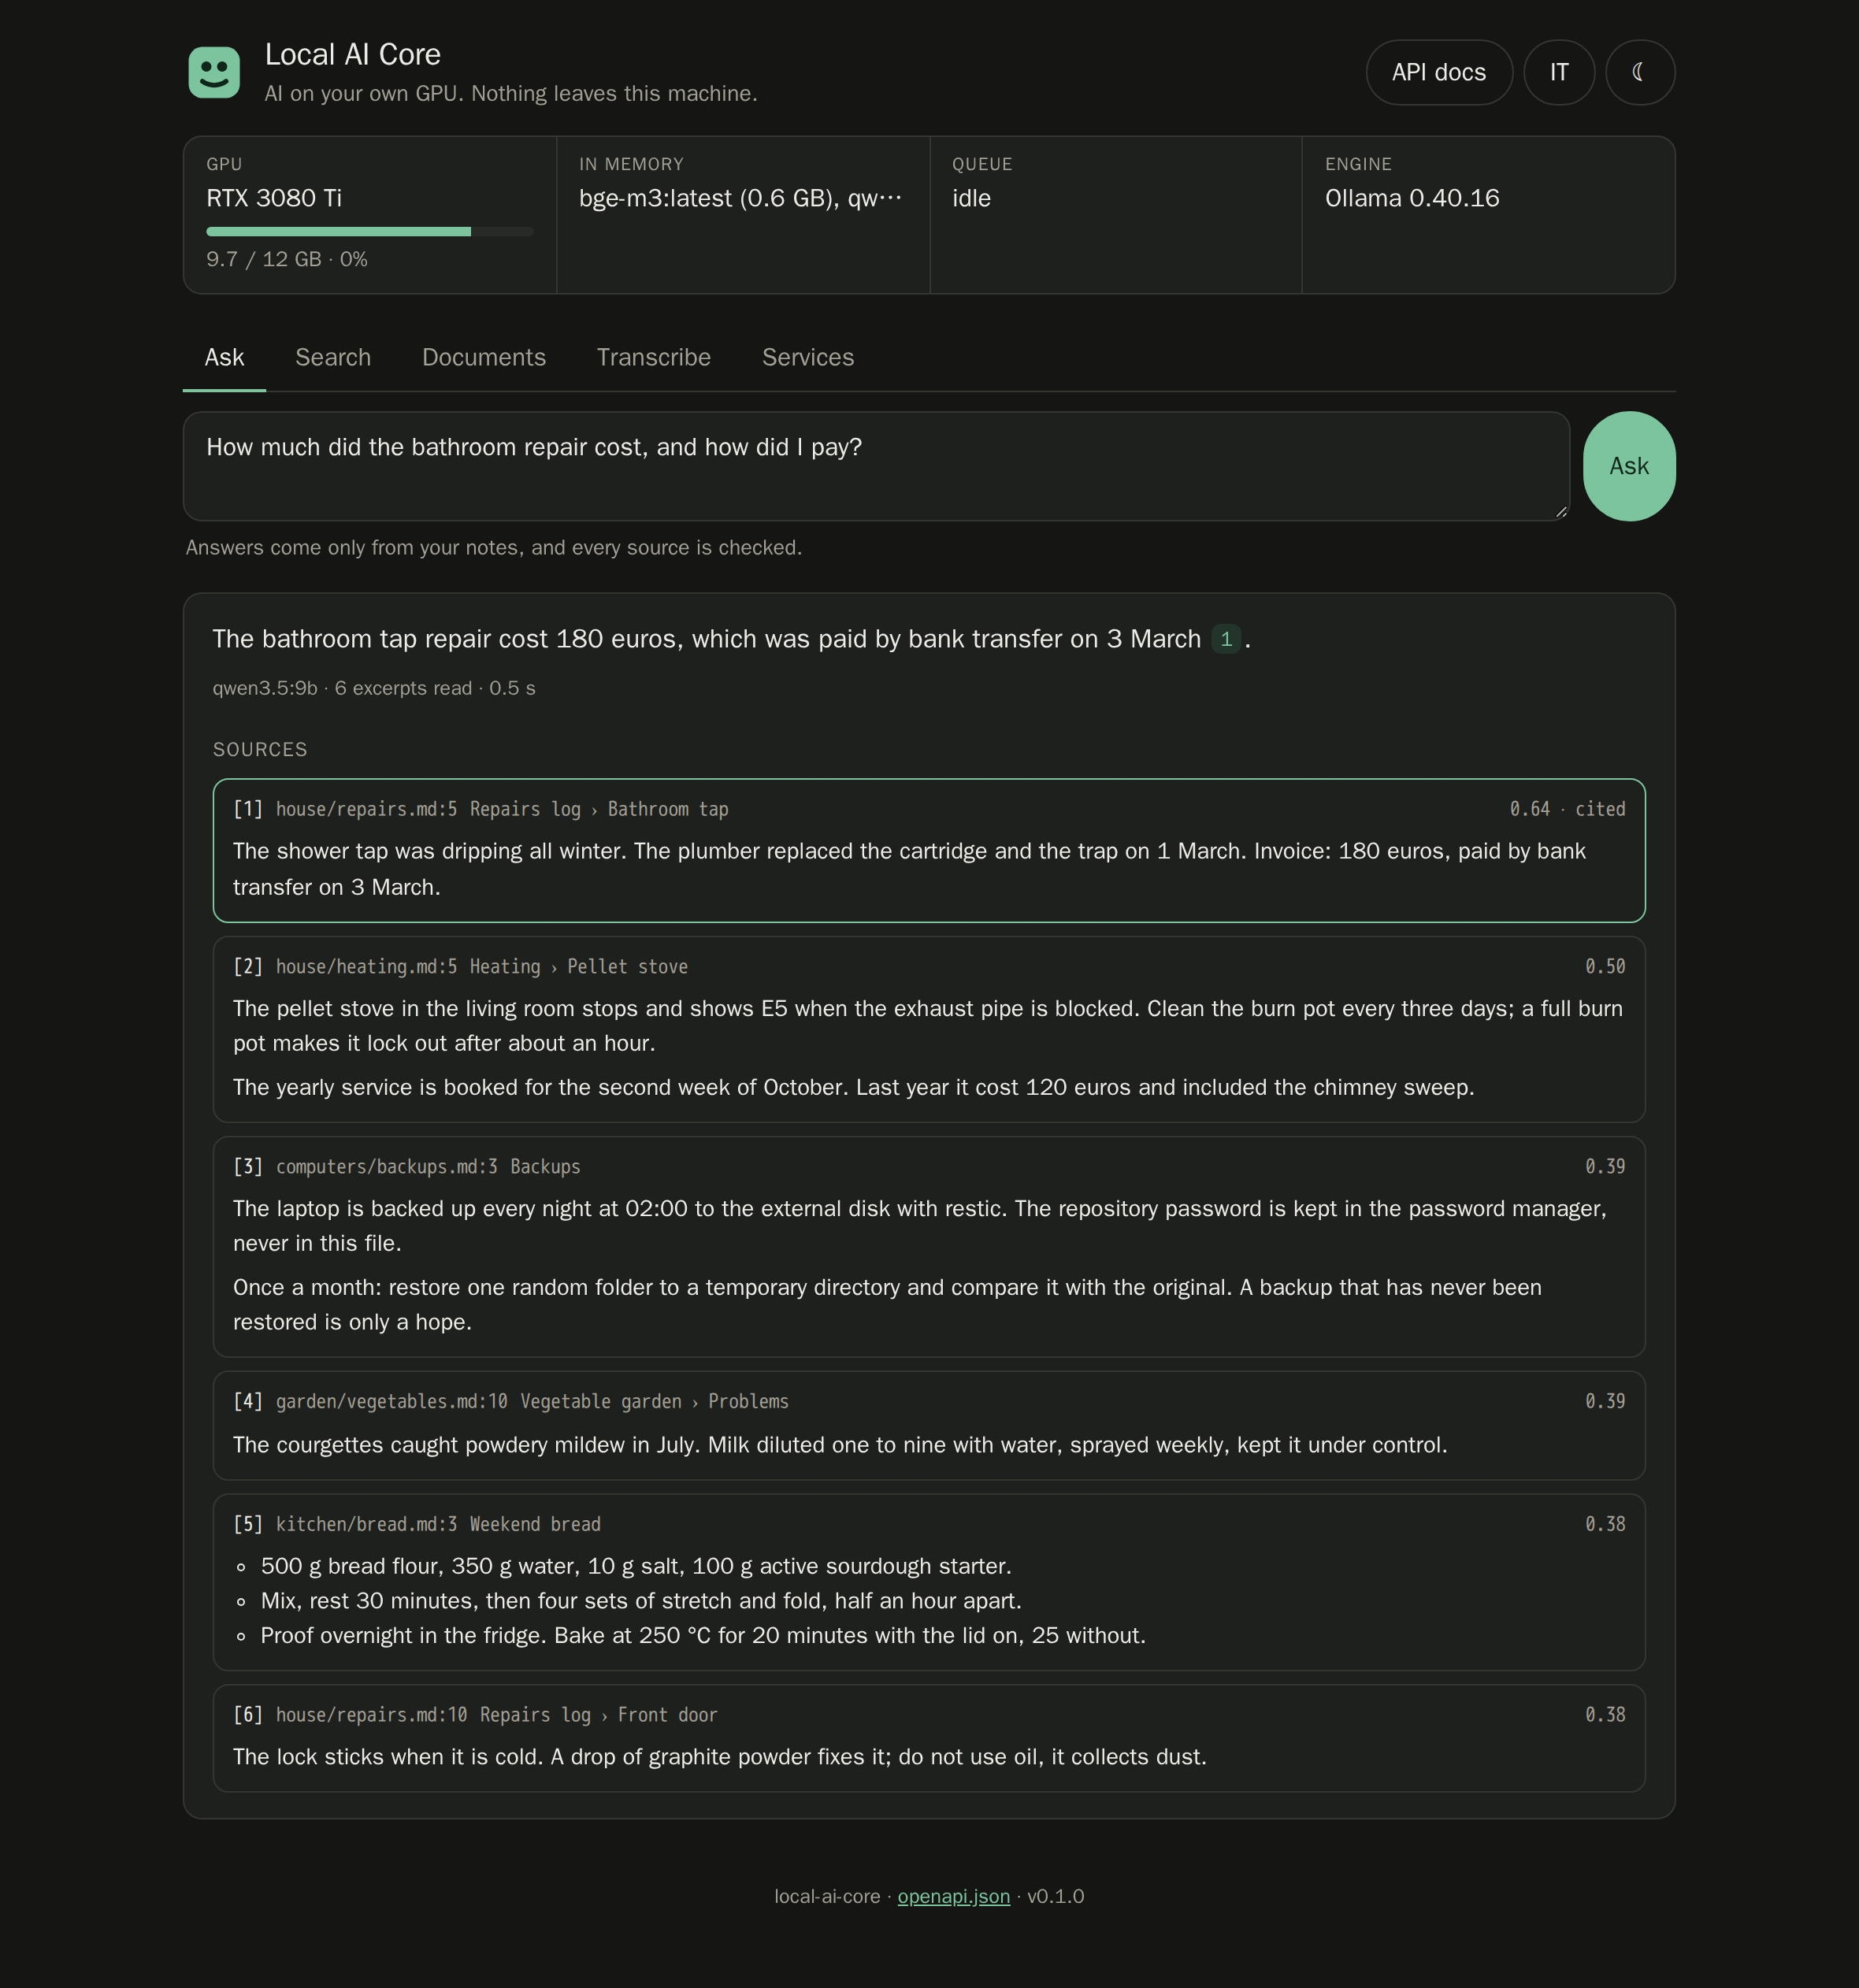 Local AI Core
AI on your own GPU. Nothing leaves this machine.
API docs
IT
GPU
RTX 3080 Ti
9.7 / 12 GB · 0%
IN MEMORY
bge-m3:latest (0.6 GB), qw···
QUEUE
idle
ENGINE
Ollama 0.40.16
Ask
Search
Documents
Transcribe
Services
How much did the bathroom repair cost, and how did I pay?
Ask
Answers come only from your notes, and every source is checked.
The bathroom tap repair cost 180 euros, which was paid by bank transfer on 3 March 1.
qwen3.5:9b · 6 excerpts read · 0.5 s
SOURCES
[1] house/repairs.md:5 Repairs log › Bathroom tap 0.64 · cited
The shower tap was dripping all winter. The plumber replaced the cartridge and the trap on 1 March. Invoice: 180 euros, paid by bank
transfer on 3 March.
[2] house/heating.md:5 Heating › Pellet stove 0.50
The pellet stove in the living room stops and shows E5 when the exhaust pipe is blocked. Clean the burn pot every three days; a full burn
pot makes it lock out after about an hour.
The yearly service is booked for the second week of October. Last year it cost 120 euros and included the chimney sweep.
[3] computers/backups.md:3 Backups 0.39
The laptop is backed up every night at 02:00 to the external disk with restic. The repository password is kept in the password manager,
never in this file.
Once a month: restore one random folder to a temporary directory and compare it with the original. A backup that has never been
restored is only a hope.
[4] garden/vegetables.md:10 Vegetable garden › Problems 0.39
The courgettes caught powdery mildew in July. Milk diluted one to nine with water, sprayed weekly, kept it under control.
[5] kitchen/bread.md:3 Weekend bread 0.38
◦ 500 g bread flour, 350 g water, 10 g salt, 100 g active sourdough starter.
◦ Mix, rest 30 minutes, then four sets of stretch and fold, half an hour apart.
◦ Proof overnight in the fridge. Bake at 250 °C for 20 minutes with the lid on, 25 without.
[6] house/repairs.md:10 Repairs log › Front door 0.38
The lock sticks when it is cold. A drop of graphite powder fixes it; do not use oil, it collects dust.
local-ai-core · openapi.json · v0.1.0